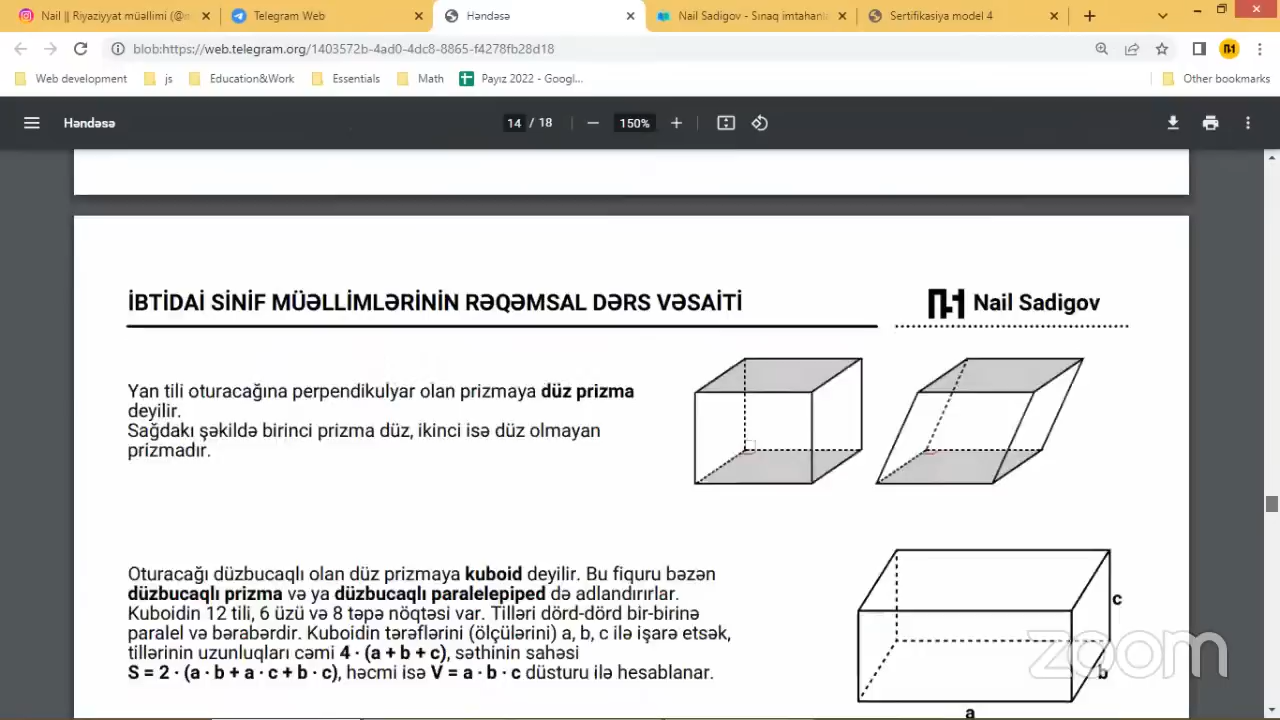 Nail || Riyaziyyat müəllimi (@n
Telegram Web
Həndəsə
Nail Sadigov - Sınaq imtahanla
Sertifikasiya model 4
blob:https://web.telegram.org/1403572b-4ad0-4dc8-8865-f4278fb28d18
Web development
js
Education&Work
Essentials
Math
Payız 2022 - Googl...
Other bookmarks
Həndəsə
14 / 18
150%
İBTİDAİ SİNİF MÜƏLLİMLƏRİNİN RƏQƏMSAL DƏRS VƏSAİTİ
Nail Sadigov
Yan tili oturacağına perpendikulyar olan prizmaya düz prizma
deyilir.
Sağdakı şəkildə birinci prizma düz, ikinci isə düz olmayan
prizmadır.
Oturacağı düzbucaqlı olan düz prizmaya kuboid deyilir. Bu fiquru bəzən
düzbucaqlı prizma və ya düzbucaqlı paralelepiped də adlandırırlar.
Kuboidin 12 tili, 6 üzü və 8 təpə nöqtəsi var. Tilləri dörd-dörd bir-birinə
paralel və bərabərdir. Kuboidin tərəflərini (ölçülərini) a, b, c ilə işarə etsək,
tillərinin uzunluqları cəmi 4 · (a + b + c), səthinin sahəsi
S = 2 · (a · b + a · c + b · c), həcmi isə V = a · b · c düsturu ilə hesablanar.
c
b
a
zoom